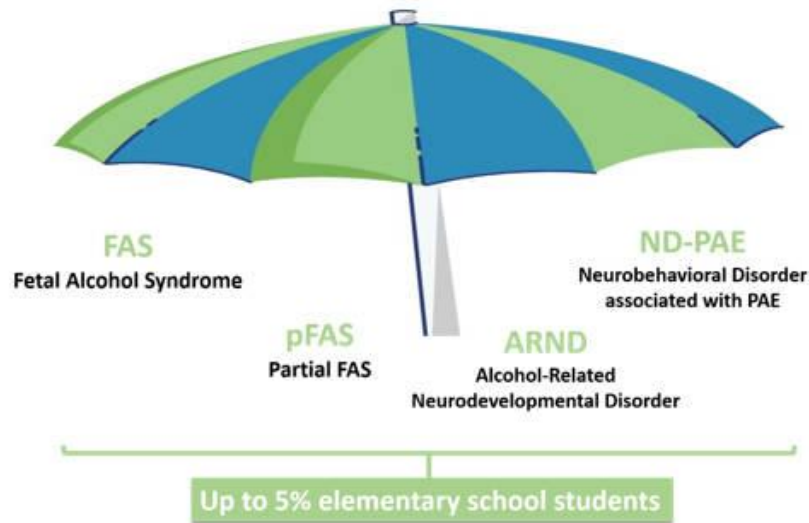 FAS
Fetal Alcohol Syndrome
ND-PAE
Neurobehavioral Disorder
associated with PAE
pFAS
Partial FAS
ARND
Alcohol-Related
Neurodevelopmental Disorder
Up to 5% elementary school students